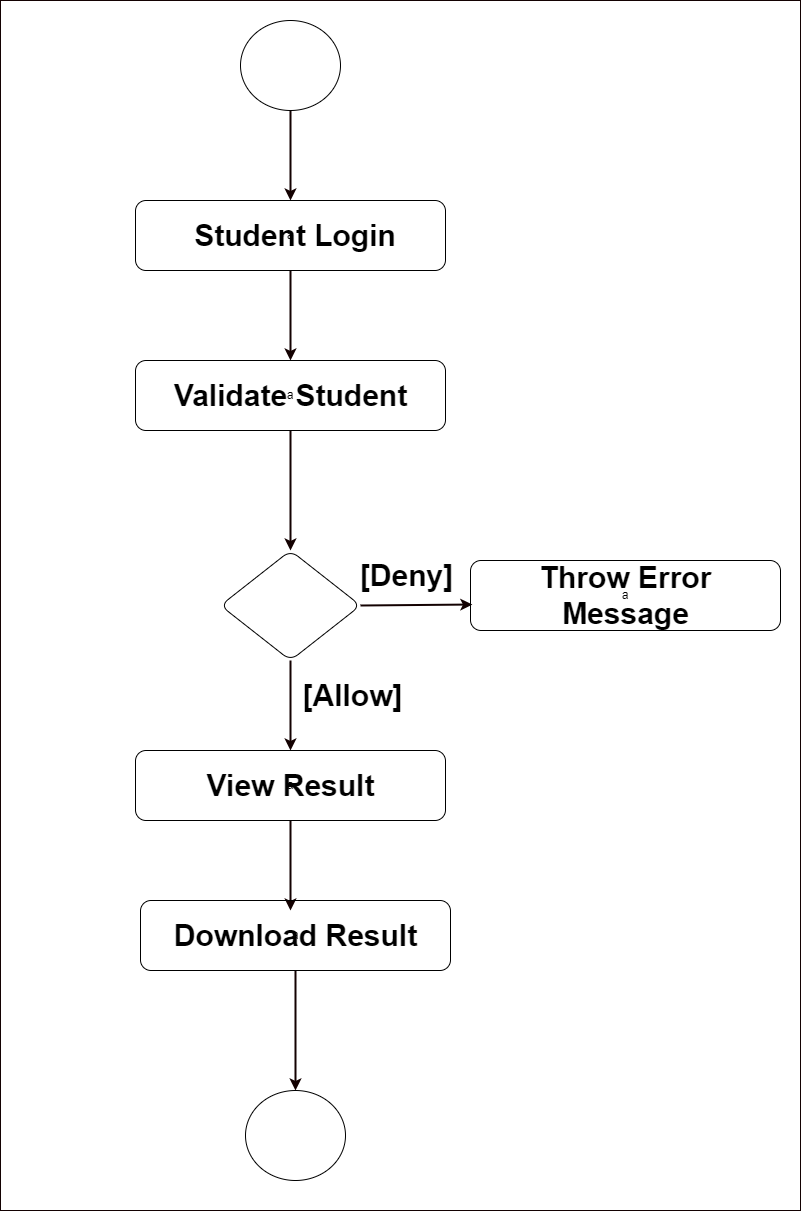 Student Login
Validate Student
a
[Deny]
Throw Error
a
Message
[Allow]
View Result
Download Result